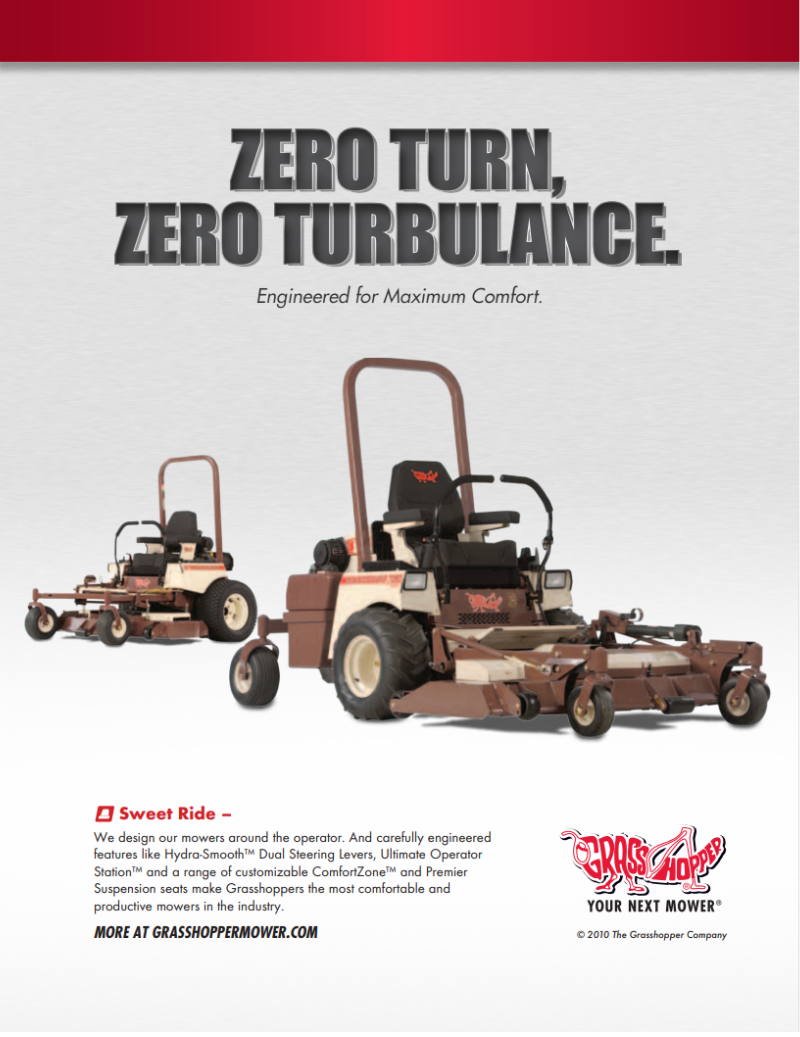 ZERO TURN,
ZERO TURBULANCE.
Engineered for Maximum Comfort.
Sweet Ride –
We design our mowers around the operator. And carefully engineered
features like Hydra-Smooth™ Dual Steering Levers, Ultimate Operator
Station™ and a range of customizable ComfortZone™ and Premier
Suspension seats make Grasshoppers the most comfortable and
productive mowers in the industry.
MORE AT GRASSHOPPERMOWER.COM
GRASSHOPPER®
YOUR NEXT MOWER®
© 2010 The Grasshopper Company